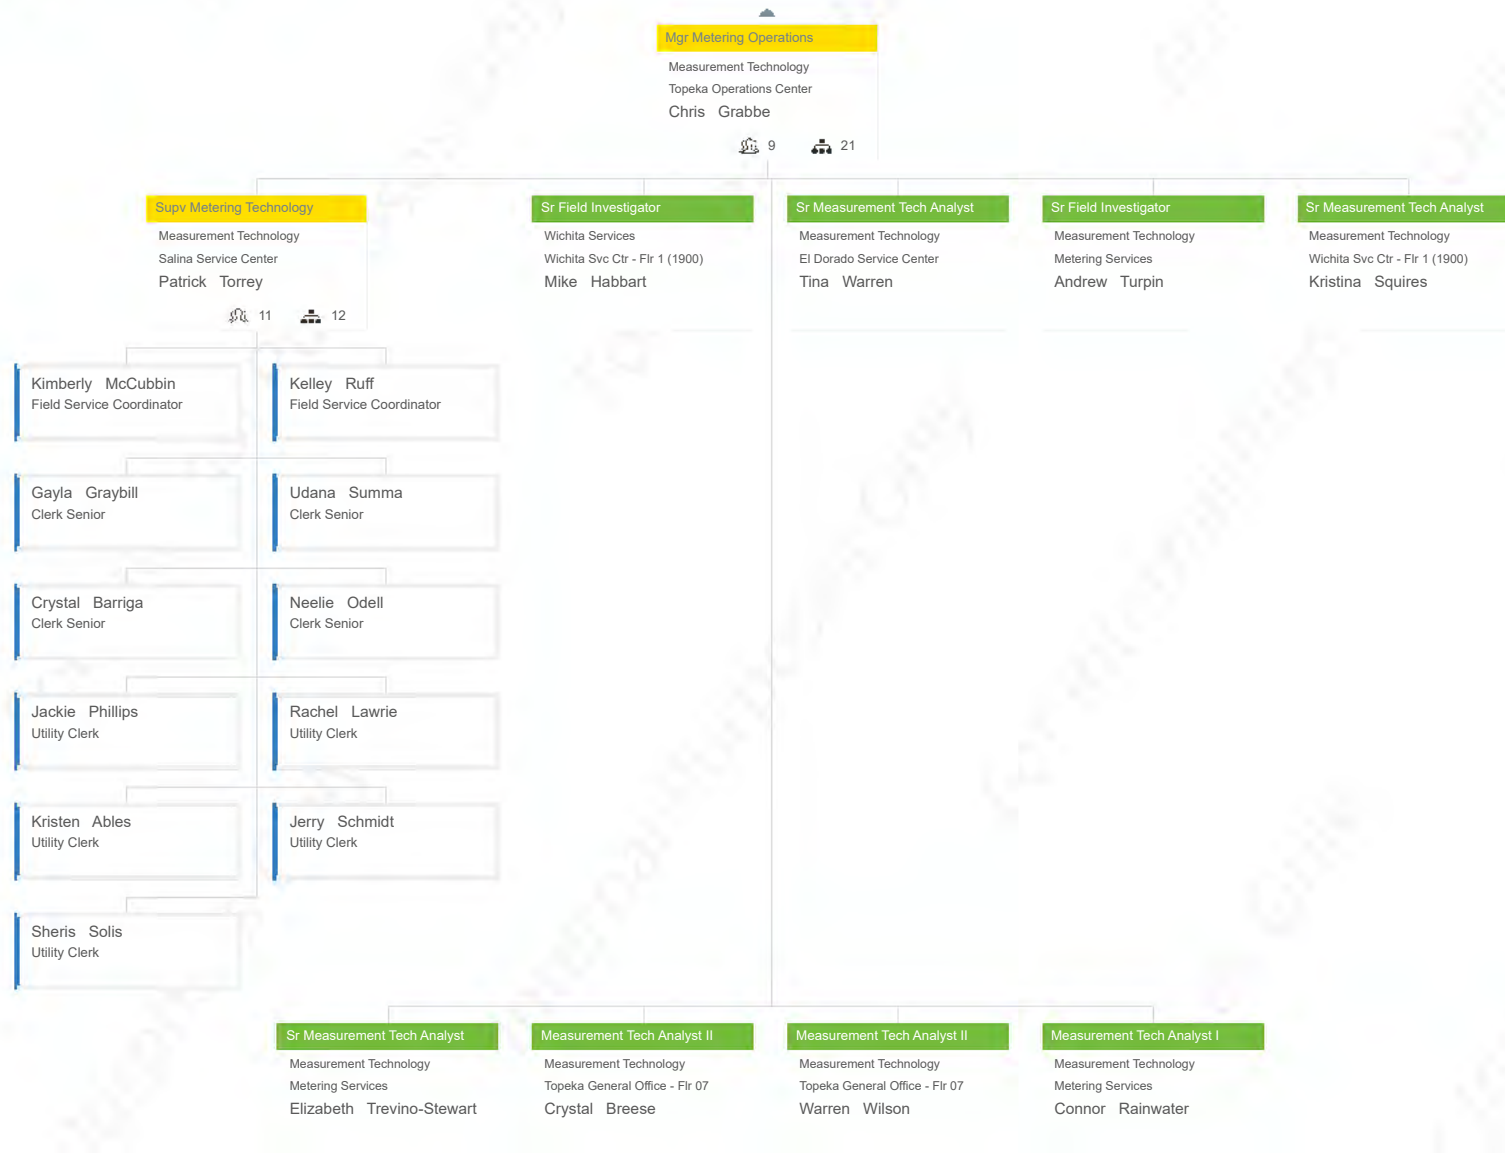 Mgr Metering Operations
Measurement Technology
Topeka Operations Center
Chris Grabbe
9 21
Supv Metering Technology
Measurement Technology
Salina Service Center
Patrick Torrey
11 12
Sr Field Investigator
Wichita Services
Wichita Svc Ctr - Flr 1 (1900)
Mike Habbart
Sr Measurement Tech Analyst
Measurement Technology
El Dorado Service Center
Tina Warren
Sr Field Investigator
Measurement Technology
Metering Services
Andrew Turpin
Sr Measurement Tech Analyst
Measurement Technology
Wichita Svc Ctr - Flr 1 (1900)
Kristina Squires
Kimberly McCubbin
Field Service Coordinator
Kelley Ruff
Field Service Coordinator
Gayla Graybill
Clerk Senior
Udana Summa
Clerk Senior
Crystal Barriga
Clerk Senior
Neelie Odell
Clerk Senior
Jackie Phillips
Utility Clerk
Rachel Lawrie
Utility Clerk
Kristen Ables
Utility Clerk
Jerry Schmidt
Utility Clerk
Sheris Solis
Utility Clerk
Sr Measurement Tech Analyst
Measurement Technology
Metering Services
Elizabeth Trevino-Stewart
Measurement Tech Analyst II
Measurement Technology
Topeka General Office - Flr 07
Crystal Breese
Measurement Tech Analyst II
Measurement Technology
Topeka General Office - Flr 07
Warren Wilson
Measurement Tech Analyst I
Measurement Technology
Metering Services
Connor Rainwater